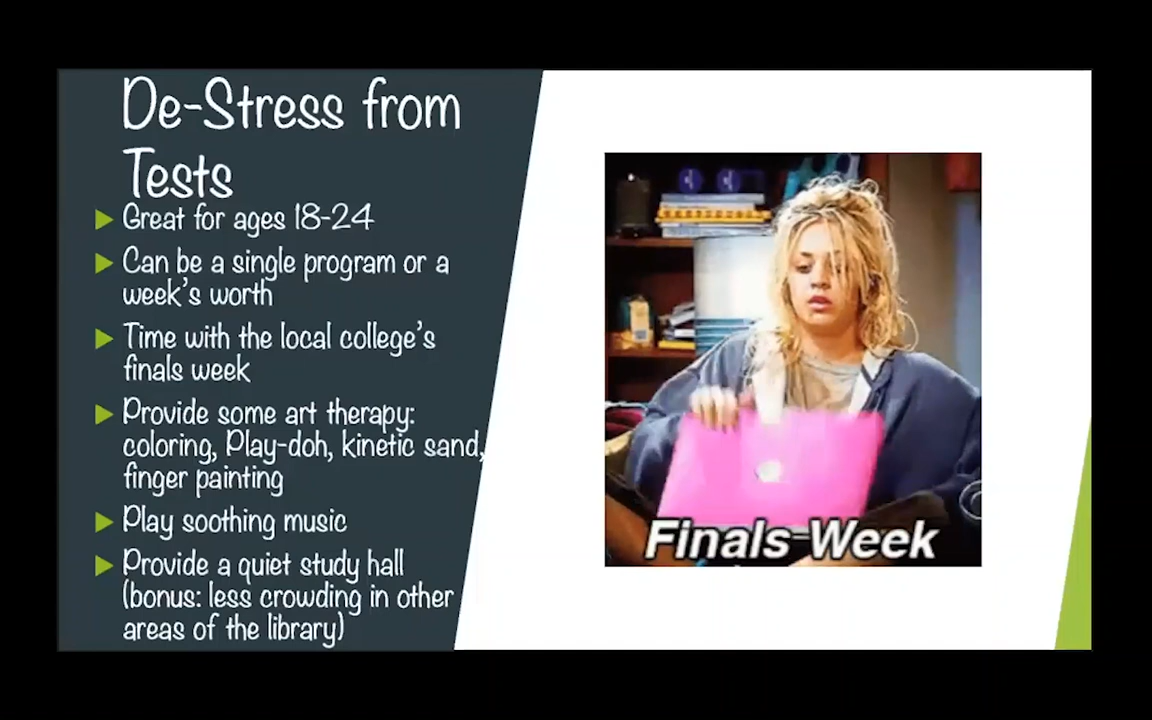 De-Stress from
Tests
Great for ages 18-24
Can be a single program or a
week's worth
Time with the local college's
finals week
Provide some art therapy:
coloring, Play-doh, kinetic sand,
finger painting
Play soothing music
Provide a quiet study hall
(bonus: less crowding in other
areas of the library)
Finals Week